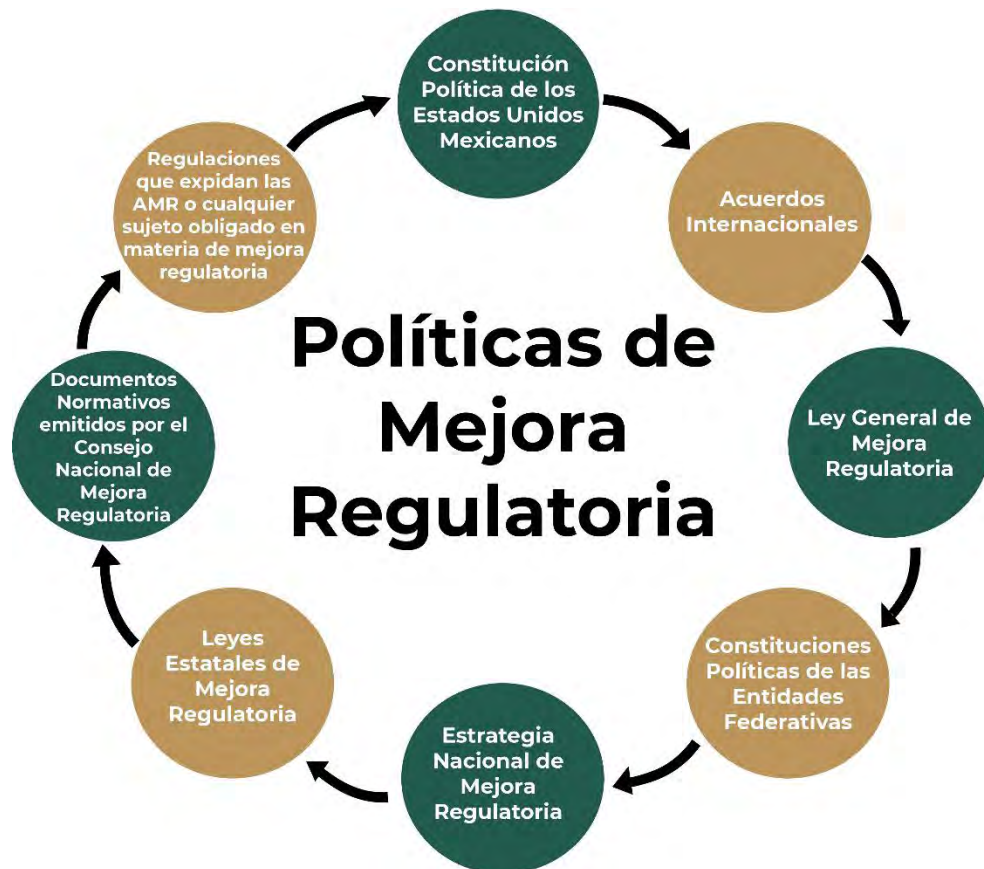 Constitución
Política de los
Estados Unidos
Mexicanos
Acuerdos
Internacionales
Ley General de
Mejora
Regulatoria
Constituciones
Políticas de las
Entidades
Federativas
Estrategia
Nacional de
Mejora
Regulatoria
Leyes
Estatales de
Mejora
Regulatoria
Documentos
Normativos
emitidos por el
Consejo
Nacional de
Mejora
Regulatoria
Regulaciones
que expidan las
AMR o cualquier
sujeto obligado en
materia de mejora
regulatoria
Políticas de
Mejora
Regulatoria